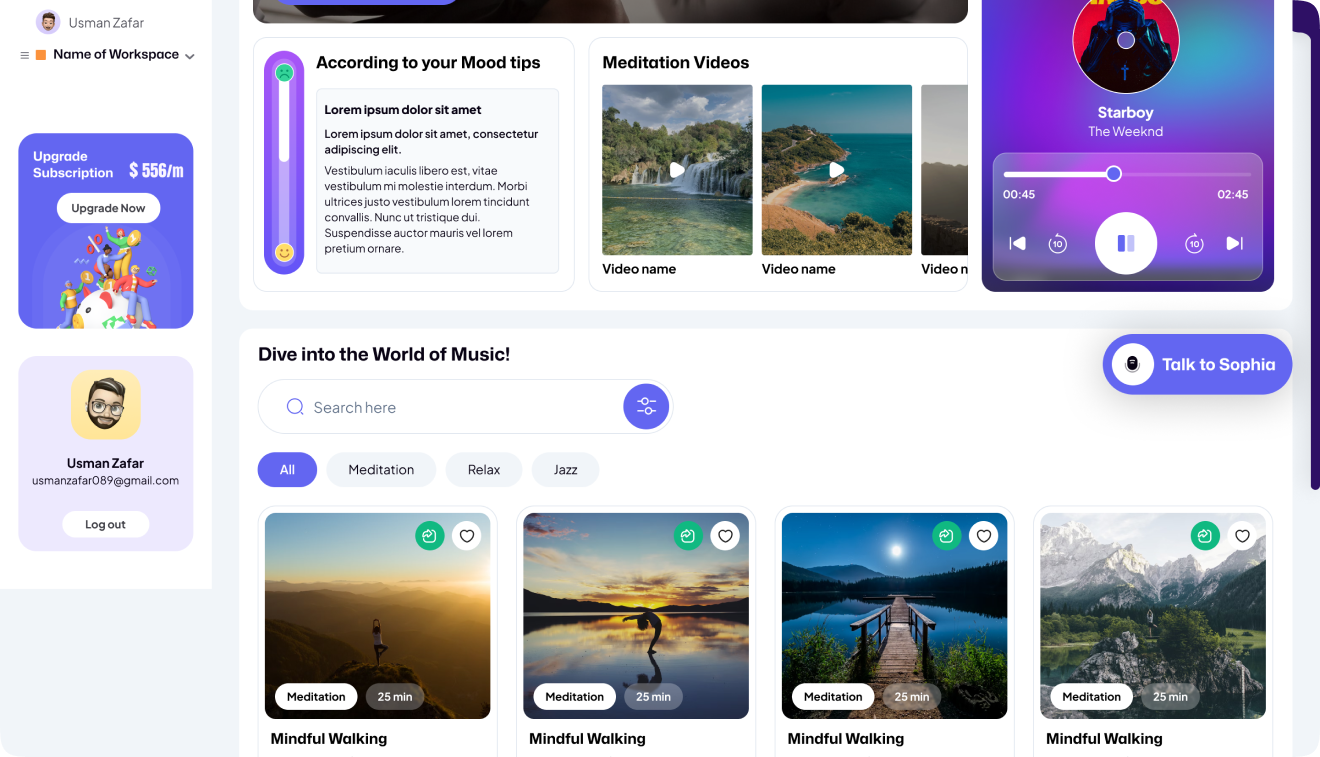 Usman Zafar
Name of Workspace
Upgrade
Subscription
$ 556/m
Upgrade Now
Usman Zafar
usmanzafar089@gmail.com
Log out
According to your Mood tips
Lorem ipsum dolor sit amet
Lorem ipsum dolor sit amet, consectetur
adipiscing elit.
Vestibulum iaculis libero est, vitae
vestibulum mi molestie interdum. Morbi
ultrices justo vestibulum lorem tincidunt
convallis. Nunc ut tristique dui.
Suspendisse auctor mauris vel lorem
pretium ornare.
Meditation Videos
Video name
Video name
Video n
Starboy
The Weeknd
00:45
02:45
10
10
Talk to Sophia
Dive into the World of Music!
Search here
All
Meditation
Relax
Jazz
Meditation
25 min
Mindful Walking
Meditation
25 min
Mindful Walking
Meditation
25 min
Mindful Walking
Meditation
25 min
Mindful Walking